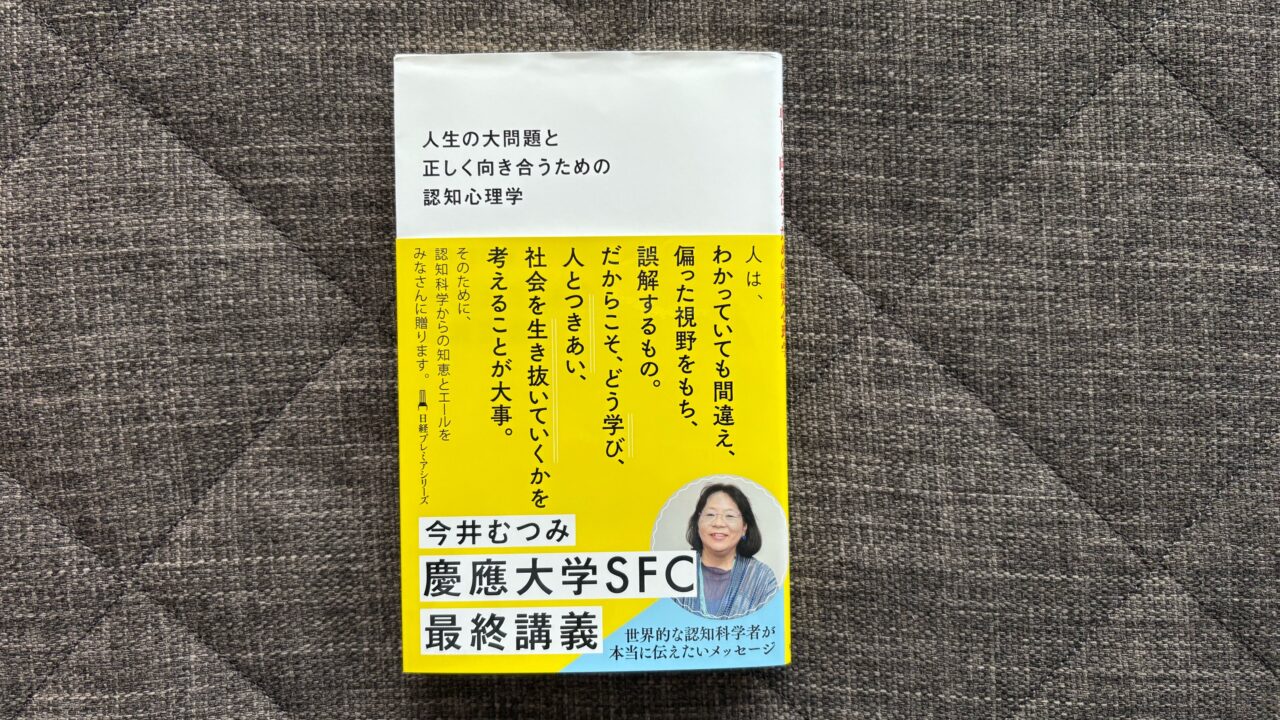 人生の大問題と
正しく向き合うための
認知心理学
人は、
わかっていても間違え、
偏った視野をもち、
誤解するもの。
だからこそ、どう学び、
人とつきあい、
社会を生き抜いていくかを
考えることが大事。
そのために、
認知科学からの知恵とエールを
みなさんに贈ります。
日経プレミアシリーズ
今井むつみ
慶應大学SFC
最終講義
世界的な認知科学者が
本当に伝えたいメッセージ